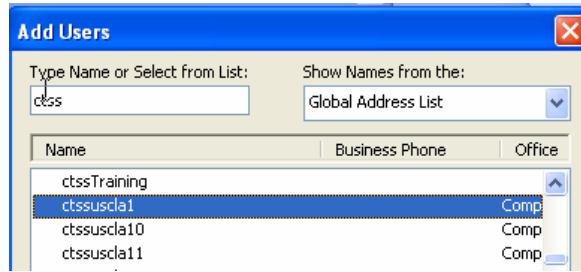 Add Users
Type Name or Select from List: Show Names from the:
ctss Global Address List
Name Business Phone Office
ctssTraining
ctssuscla1 Comp
ctssuscla10 Comp
ctssuscla11 Comp